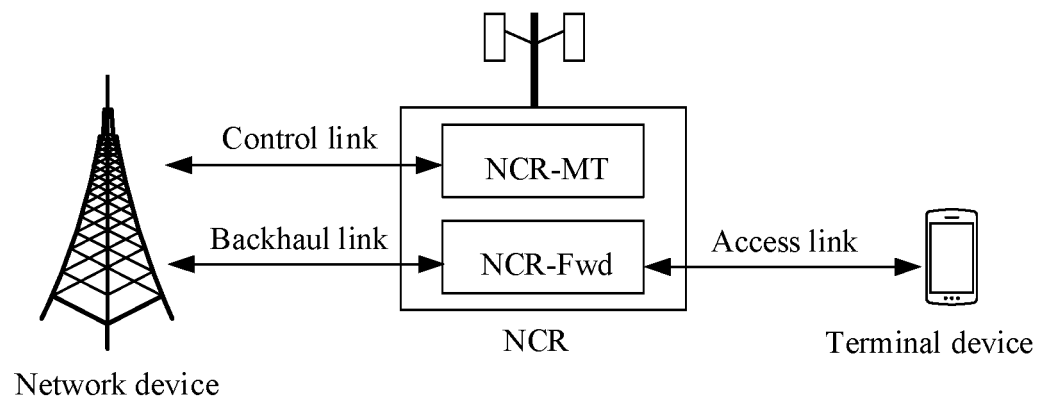 Control link
NCR-MT
Backhaul link
NCR-Fwd
Access link
NCR
Terminal device
Network device